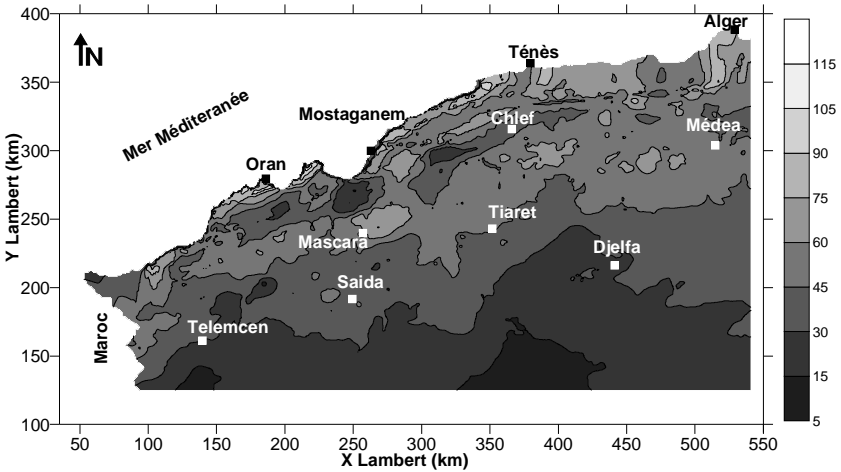 400
350
300
250
200
150
100
Y Lambert (km)
N
Mer Méditeranée
Alger
Ténès
Mostaganem
Chlef
Médea
Oran
Tiaret
Mascara
Djelfa
Saida
Telemcen
Maroc
50 100 150 200 250 300 350 400 450 500 550
X Lambert (km)
115
105
90
75
60
45
30
15
5